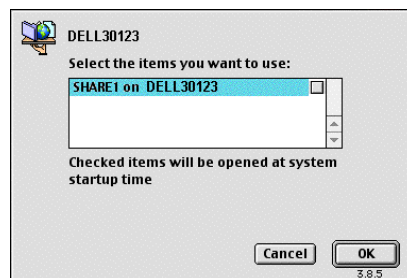 DELL30123
Select the items you want to use:
SHARE1 on DELL30123
Checked items will be opened at system
startup time
Cancel
OK
3.8.5